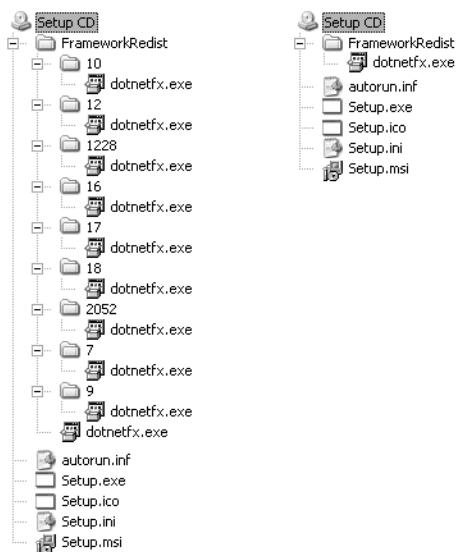 Setup CD
FrameworkRedist
10
dotnetfx.exe
12
dotnetfx.exe
1228
dotnetfx.exe
16
dotnetfx.exe
17
dotnetfx.exe
18
dotnetfx.exe
2052
dotnetfx.exe
7
dotnetfx.exe
9
dotnetfx.exe
dotnetfx.exe
autorun.inf
Setup.exe
Setup.ico
Setup.ini
Setup.msi
Setup CD
FrameworkRedist
dotnetfx.exe
autorun.inf
Setup.exe
Setup.ico
Setup.ini
Setup.msi